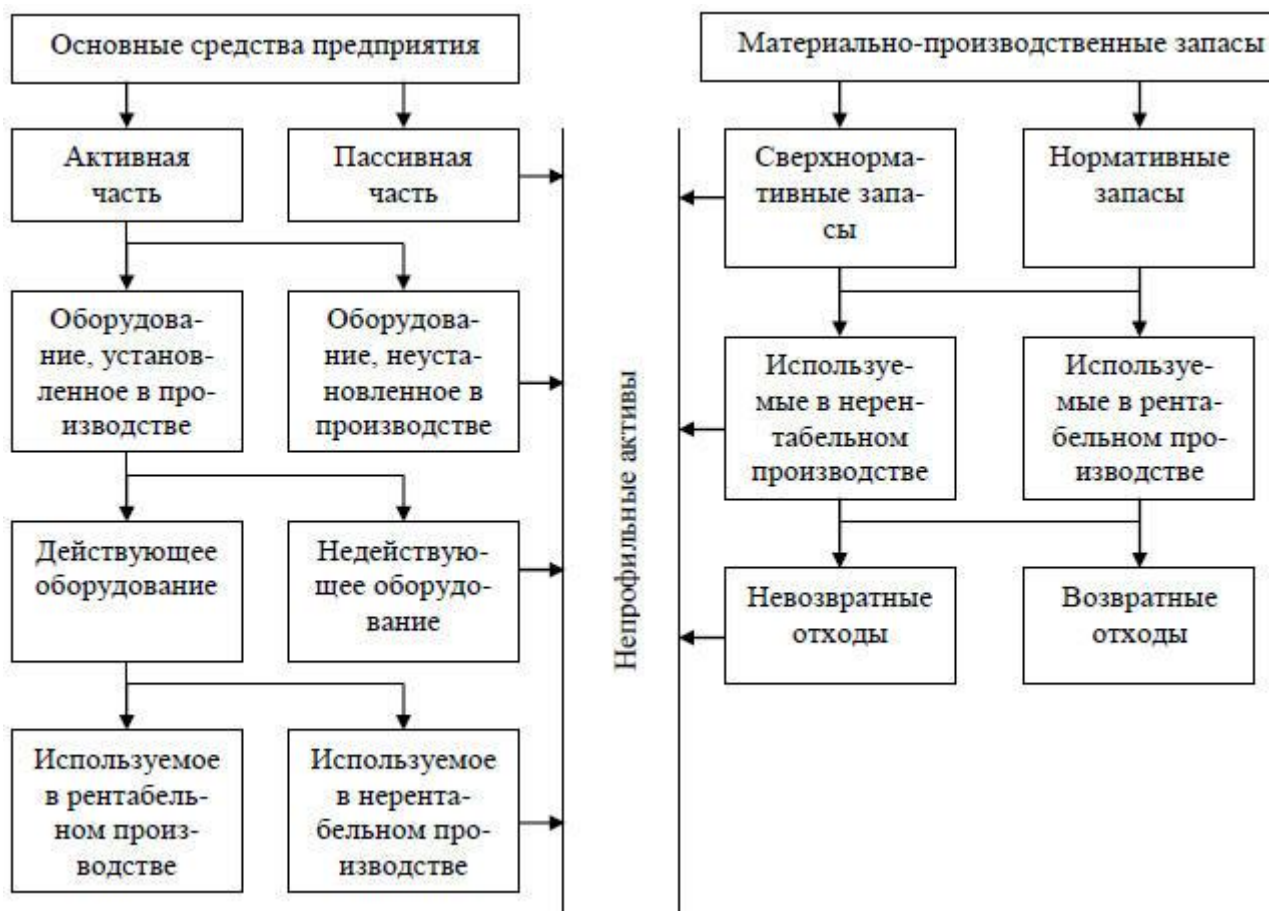 Основные средства предприятия
Активная
часть
Пассивная
часть
Оборудова-
ние, установ-
ленное в про-
изводстве
Оборудова-
ние, неуста-
новленное в
производстве
Действующее
оборудование
Недействую-
щее оборудо-
вание
Используемое
в рентабель-
ном произ-
водстве
Используемое
в нерента-
бельном про-
изводстве
Непрофильные активы
Материально-производственные запасы
Сверхнорма-
тивные запа-
сы
Нормативные
запасы
Используе-
мые в нерен-
табельном
производстве
Используе-
мые в рента-
бельном про-
изводстве
Невозвратные
отходы
Возвратные
отходы